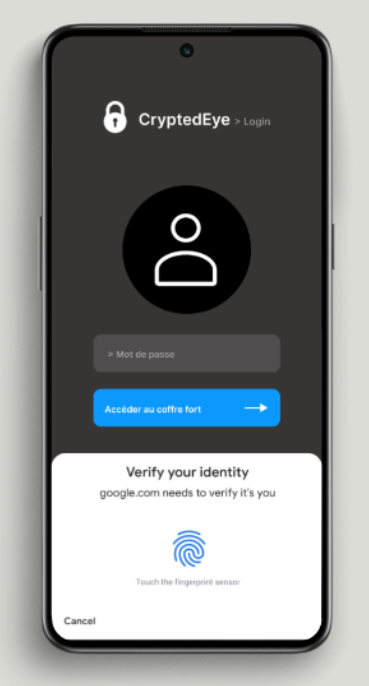 CryptedEye > Login
> Mot de passe
Accéder au coffre fort
Verify your identity
google.com needs to verify it's you
Touch the fingerprint sensor
Cancel